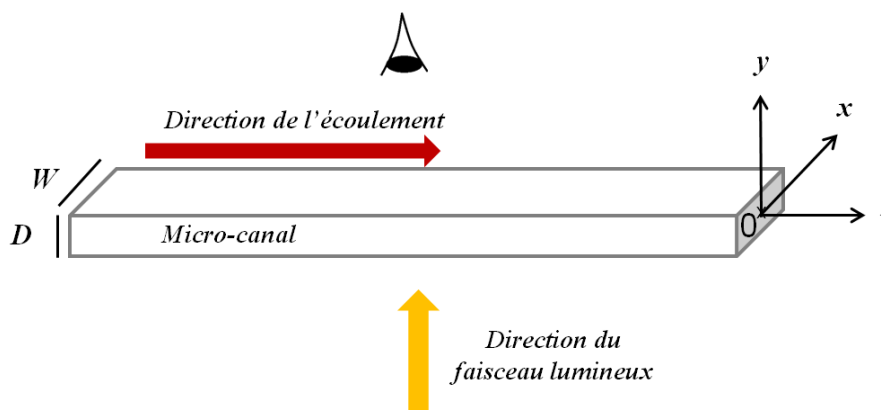 y
x
Direction de l'écoulement
W
D
Micro-canal
O
Direction du
faisceau lumineux